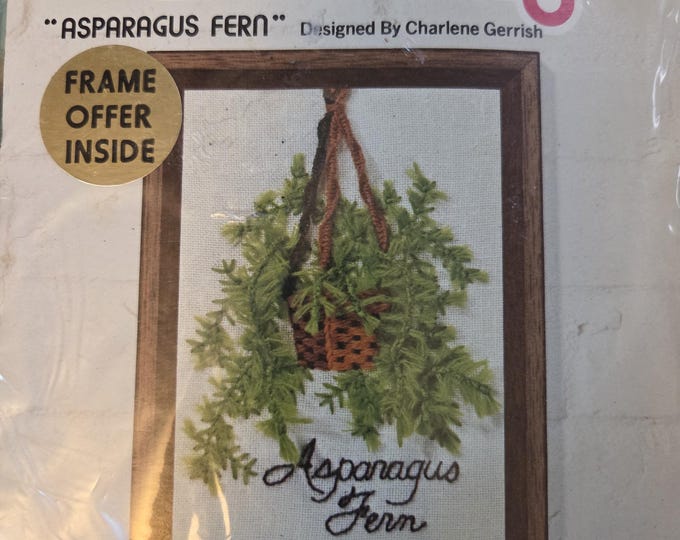 "ASPARAGUS FERN" Designed By Charlene Gerrish
FRAME
OFFER
INSIDE
Asparagus
Fern